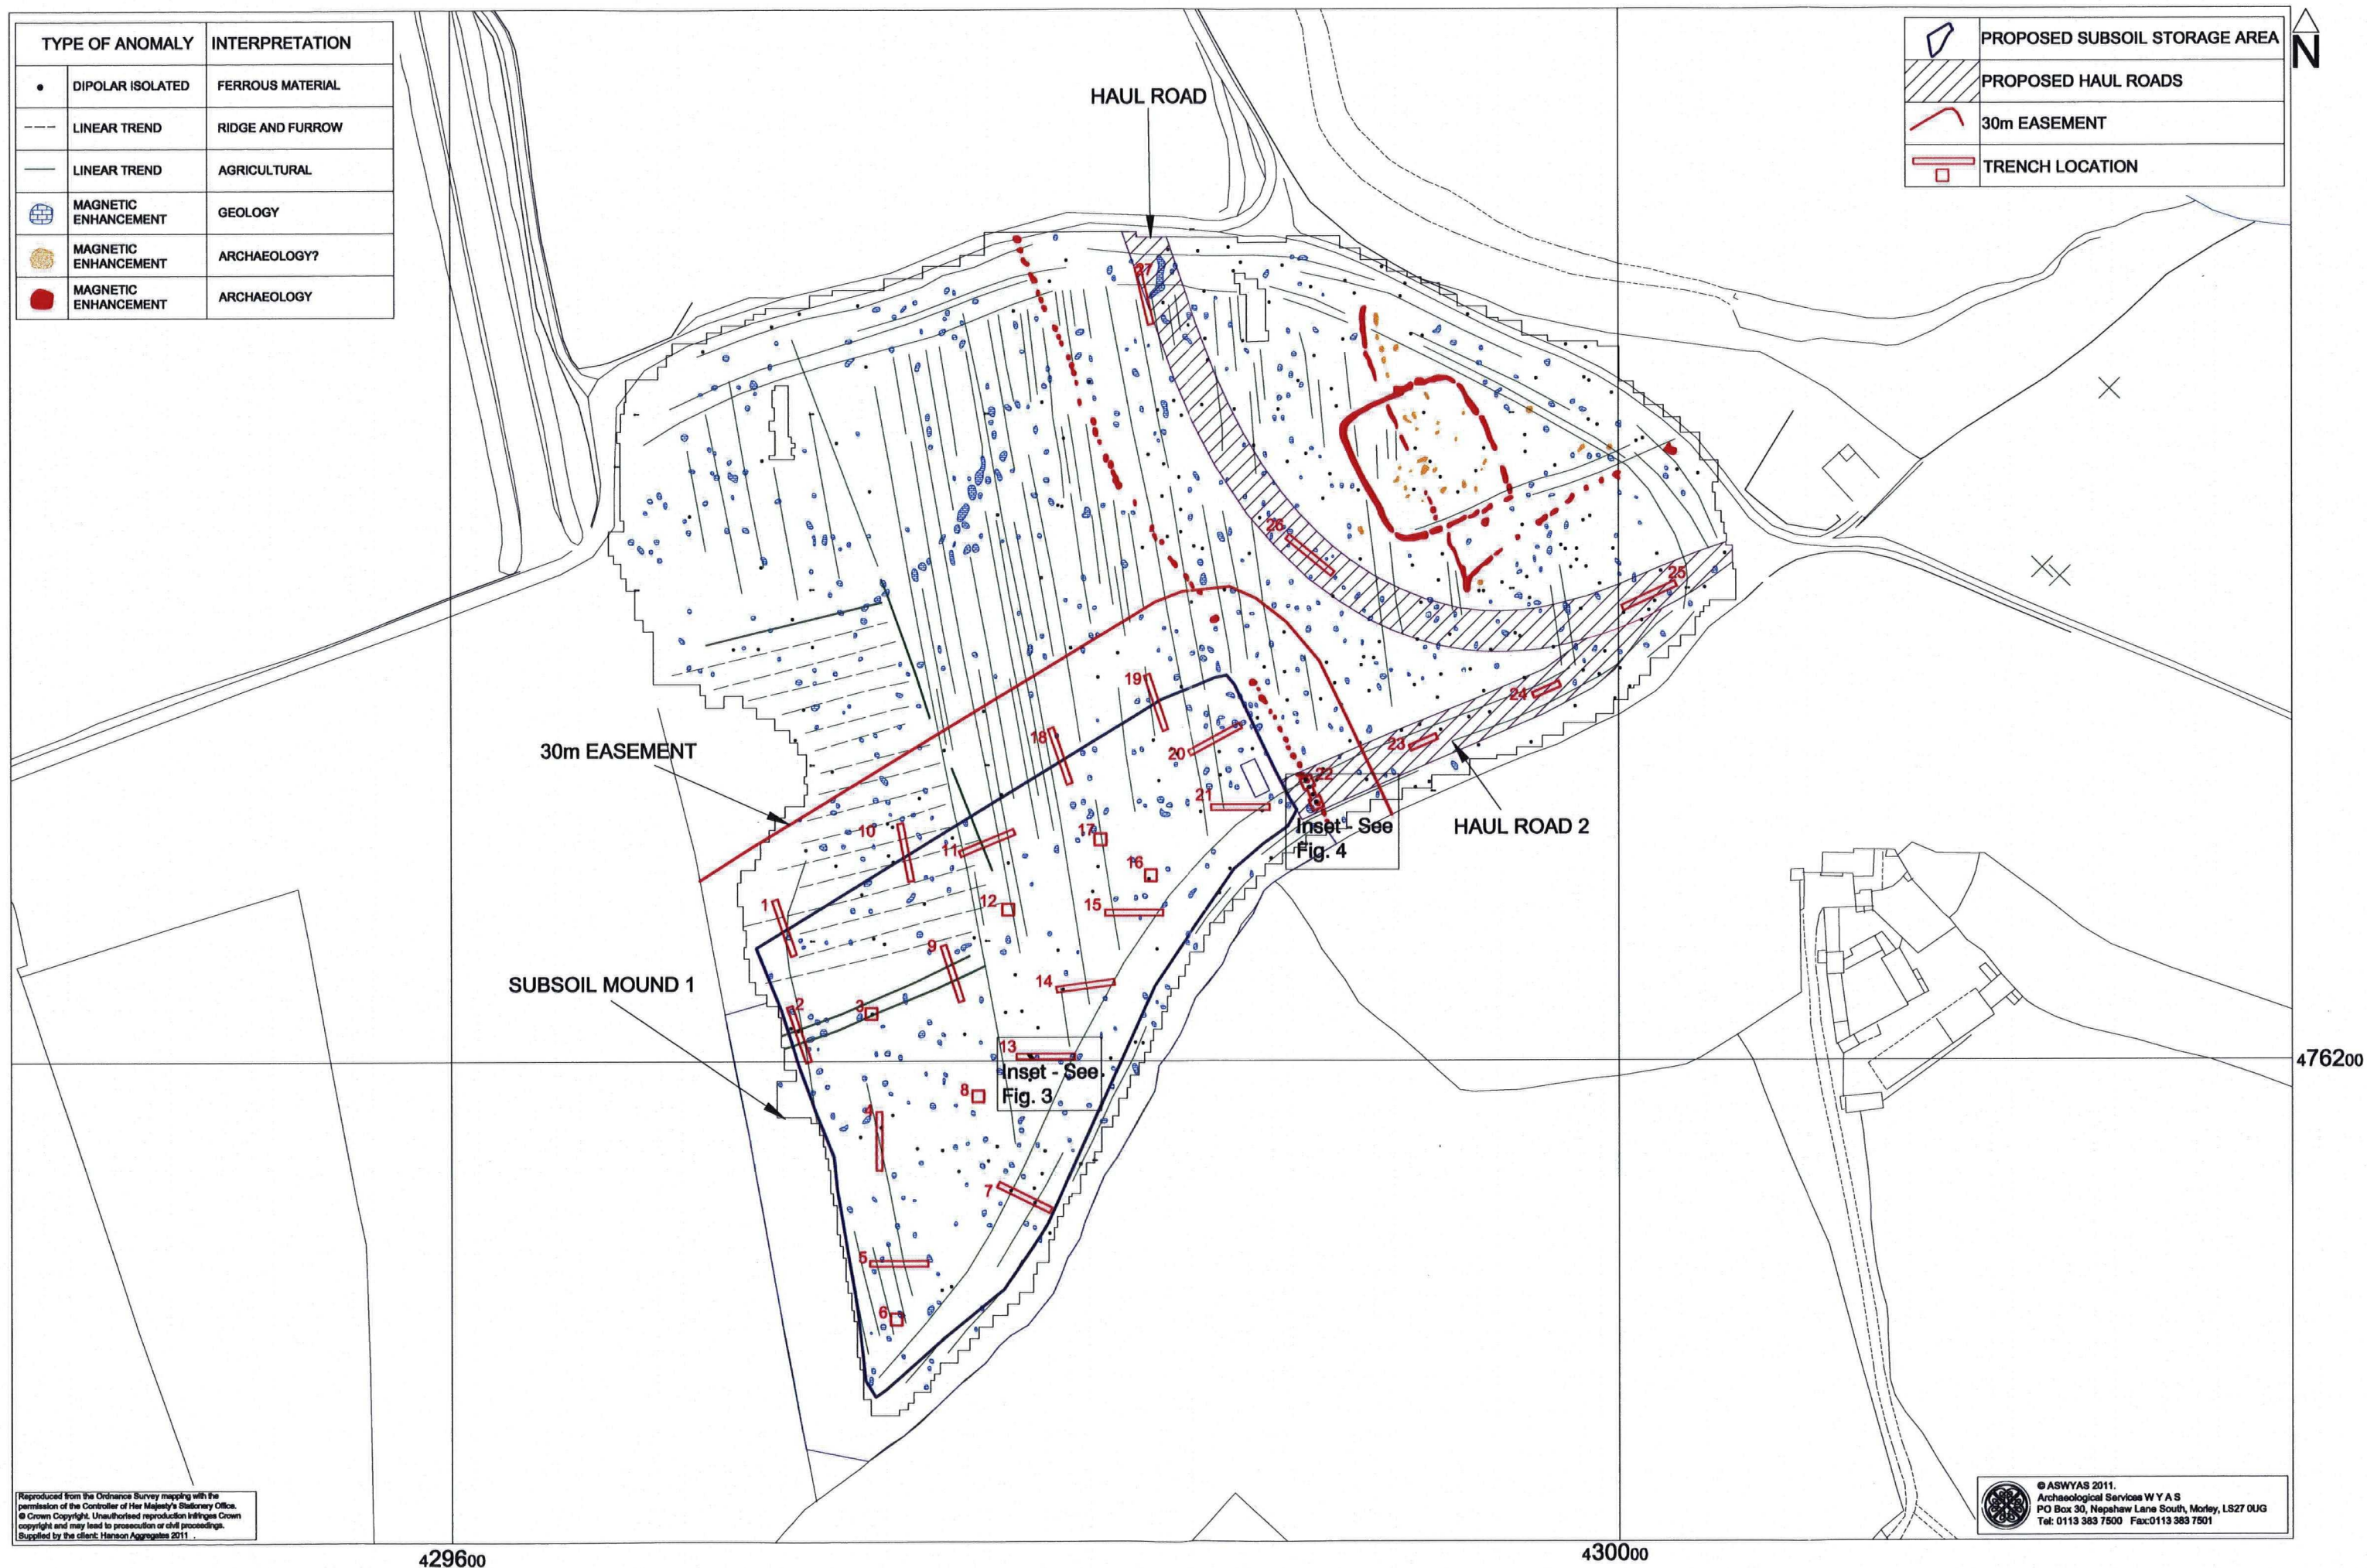 TYPE OF ANOMALY INTERPRETATION
DIPOLAR ISOLATED FERROUS MATERIAL
LINEAR TREND RIDGE AND FURROW
LINEAR TREND AGRICULTURAL
MAGNETIC
ENHANCEMENT
GEOLOGY
MAGNETIC
ENHANCEMENT
ARCHAEOLOGY?
MAGNETIC
ENHANCEMENT
ARCHAEOLOGY
PROPOSED SUBSOIL STORAGE AREA
PROPOSED HAUL ROADS
30m EASEMENT
TRENCH LOCATION
N
HAUL ROAD
27
26
25
24
23
22
19
18
20
21
30m EASEMENT
HAUL ROAD 2
Inset - See
Fig. 4
10
11
17
16
1
12
15
9
SUBSOIL MOUND 1
14
2
3
13
Inset - See
Fig. 3
8
4
7
5
6
476200
429600
430000
Reproduced from the Ordnance Survey mapping with the
permission of the Controller of Her Majesty's Stationery Office.
© Crown Copyright. Unauthorised reproduction infringes Crown
copyright and may lead to prosecution or civil proceedings.
Supplied by the client: Hanson Aggregates 2011 .
© ASWYAS 2011.
Archaeological Services W Y A S
PO Box 30, Nepshaw Lane South, Morley, LS27 0UG
Tel: 0113 383 7500 Fax:0113 383 7501